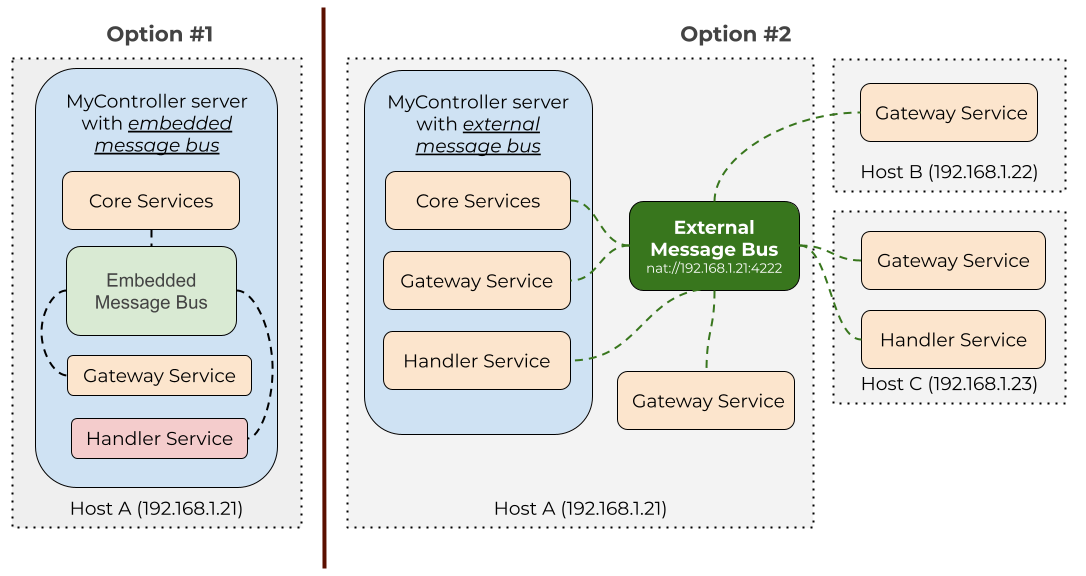 Option #1
MyController server
with embedded
message bus
Core Services
Embedded
Message Bus
Gateway Service
Handler Service
Host A (192.168.1.21)
Option #2
MyController server
with external
message bus
Core Services
Gateway Service
Handler Service
External
Message Bus
nat://192.168.1.21:4222
Gateway Service
Host A (192.168.1.21)
Gateway Service
Host B (192.168.1.22)
Gateway Service
Handler Service
Host C (192.168.1.23)